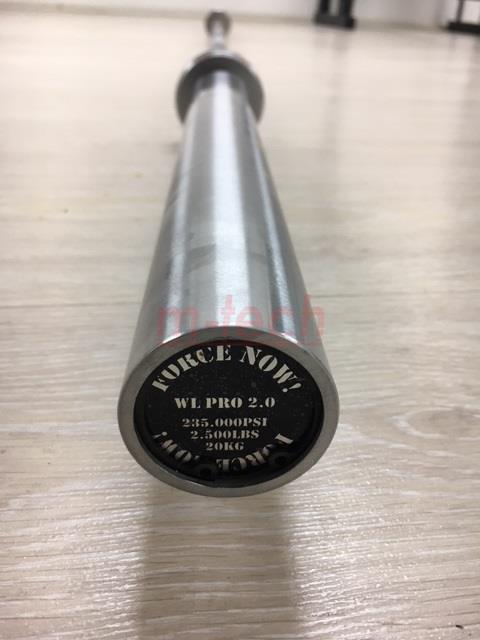 m-tech
FORCE NOW!
WL PRO 2.0
235.000PSI
2.500LBS
20KG
FORCE NOW!